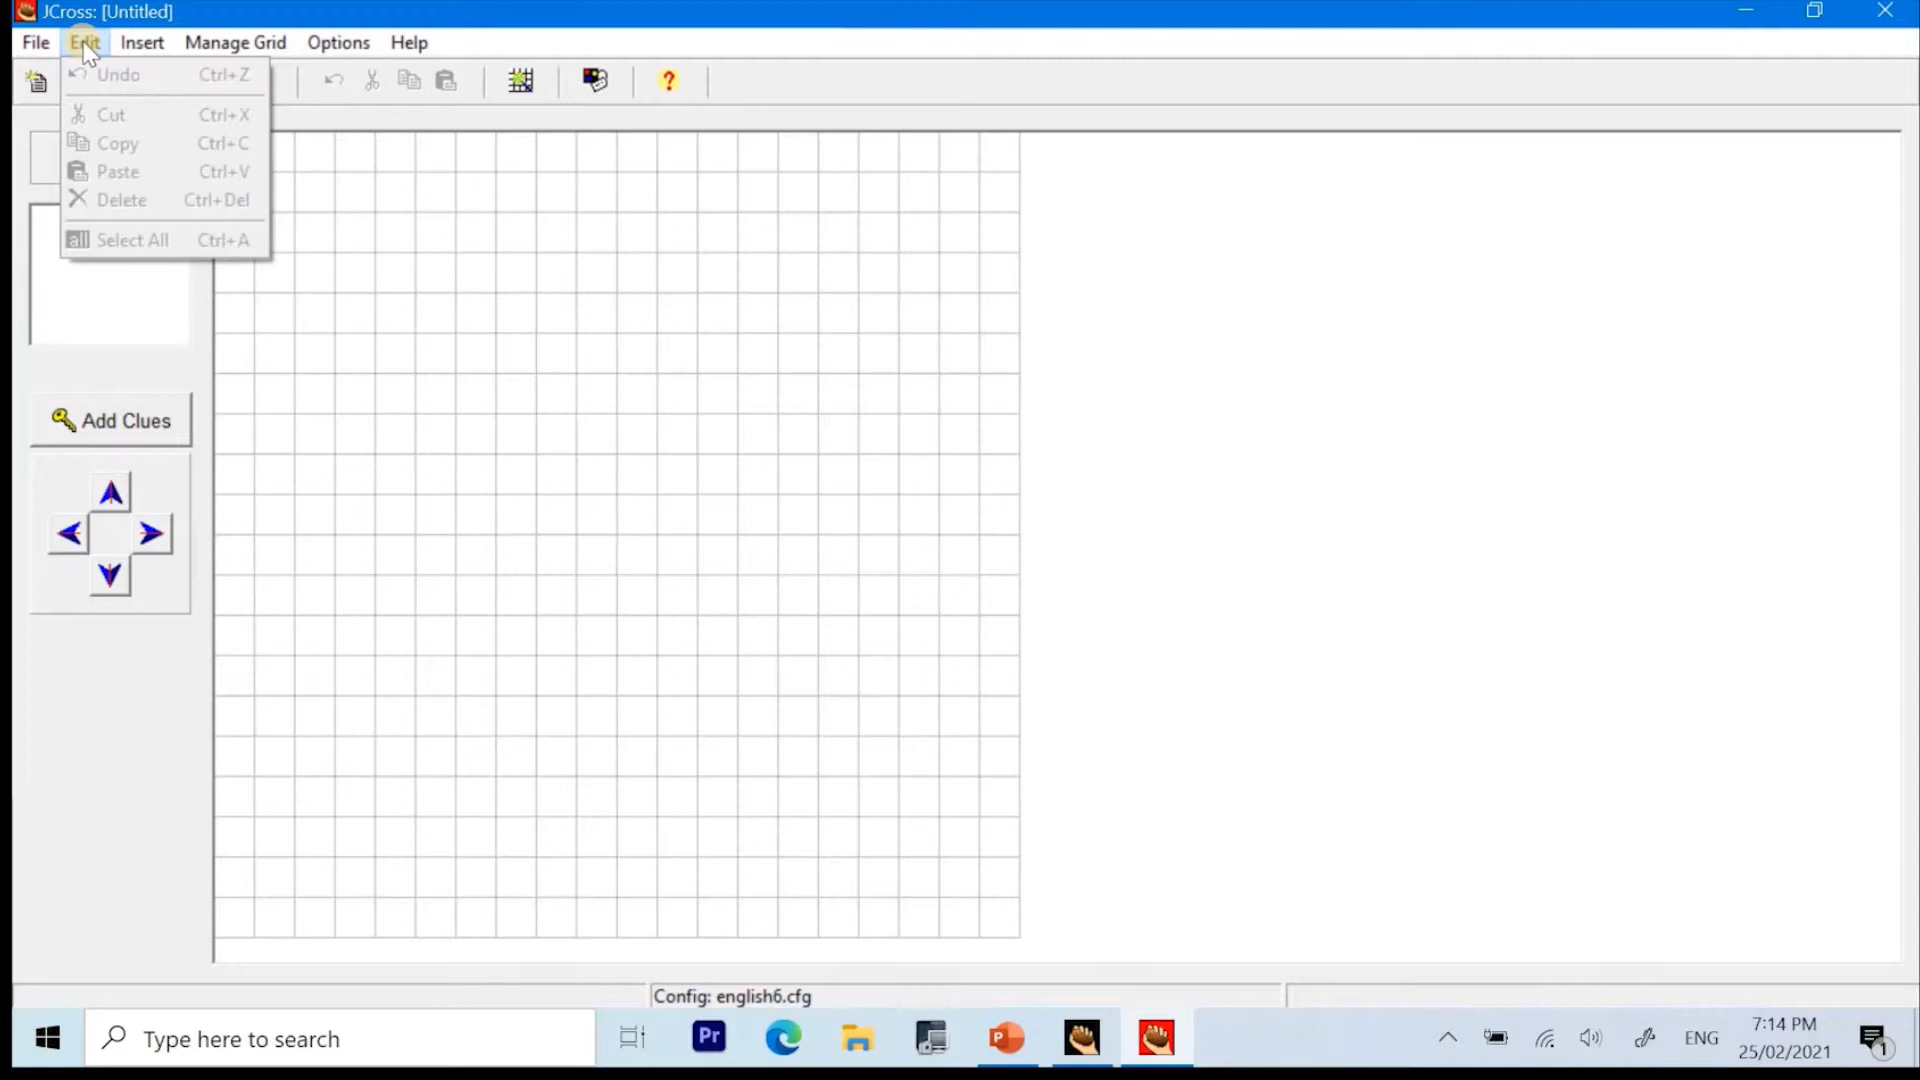 JCross: [Untitled]
File Edit Insert Manage Grid Options Help
Undo Ctrl+Z
Cut Ctrl+X
Copy Ctrl+C
Paste Ctrl+V
Delete Ctrl+Del
all Select All Ctrl+A
Add Clues
Config: english6.cfg
Type here to search
Pr
P
ENG
7:14 PM
25/02/2021
1